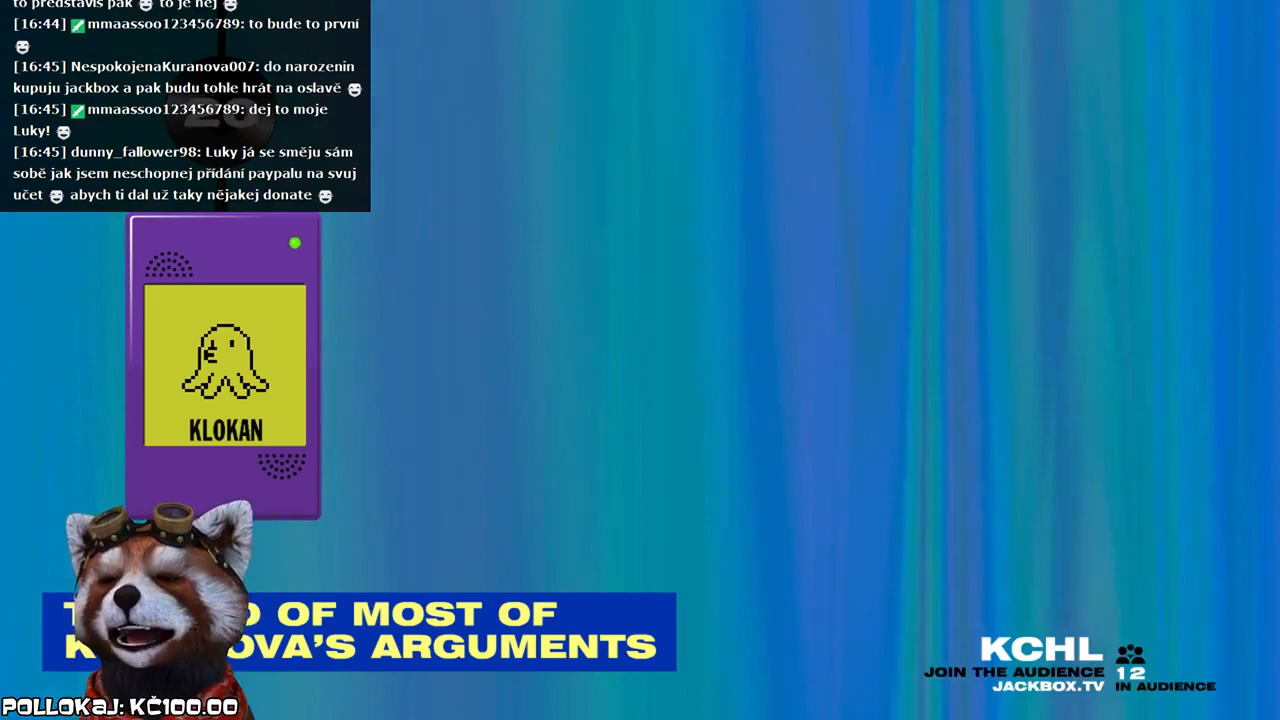 to predstavis pak to je nej
[16:44] mmaassoo123456789: to bude to první
[16:45] NespokojenaKuranova007: do narozenin
kupuju jackbox a pak budu tohle hrát na oslavě
[16:45] mmaassoo123456789: dej to moje
Luky!
[16:45] dunny_fallower98: Luky já se směju sám
sobě jak jsem neschopnej přidání paypalu na svuj
učet abych ti dal už taky nějakej donate
KLOKAN
OF MOST OF
OVA'S ARGUMENTS
KCHL
JOIN THE AUDIENCE 12
JACKBOX.TV IN AUDIENCE
POLLOKAJ: KČ100.00